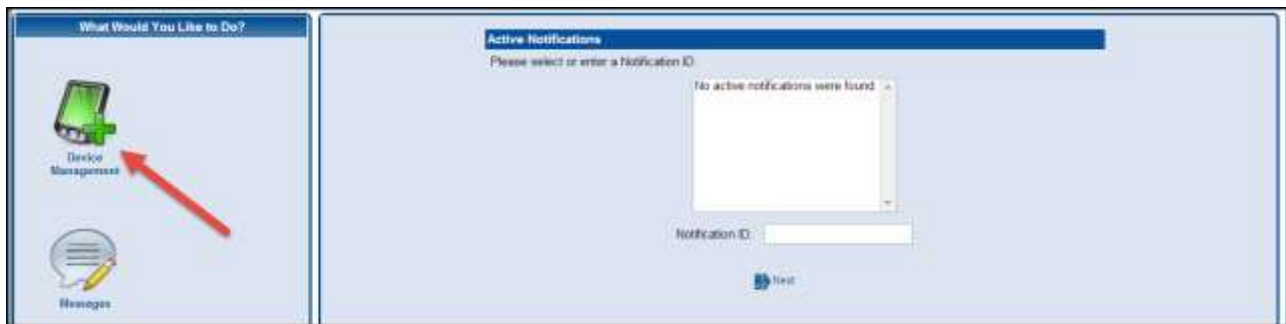 What Would You Like to Do?
Device
Management
Messages
Active Notifications
Please select or enter a Notification ID.
No active notifications were found
Notification ID:
Next